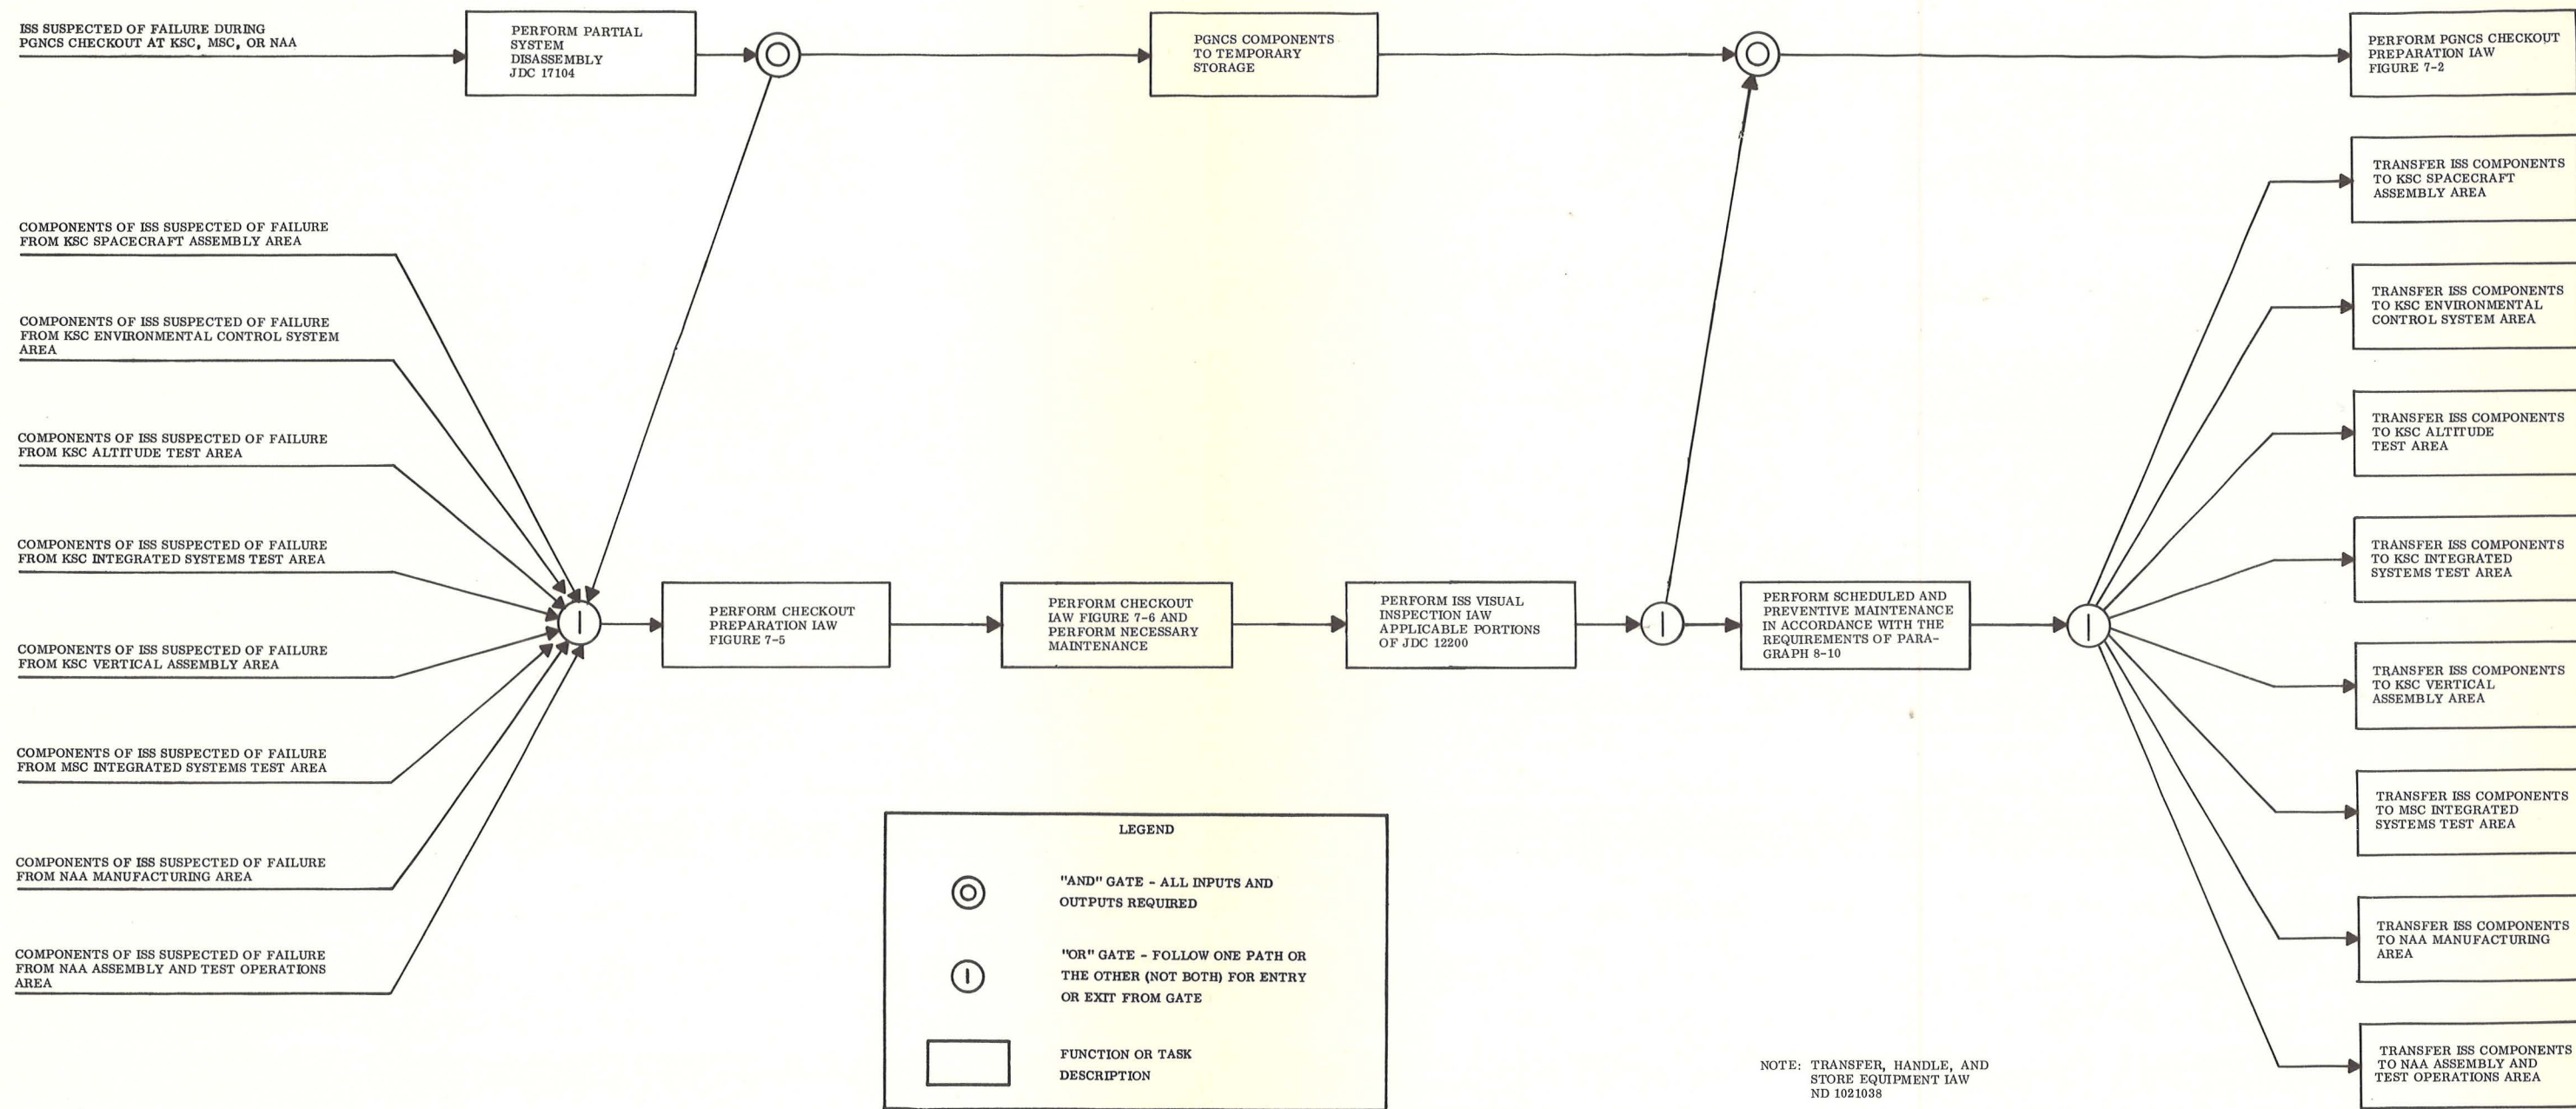 ISS SUSPECTED OF FAILURE DURING
PGNCS CHECKOUT AT KSC, MSC, OR NAA
PERFORM PARTIAL
SYSTEM
DISASSEMBLY
JDC 17104
PGNCS COMPONENTS
TO TEMPORARY
STORAGE
PERFORM PGNCS CHECKOUT
PREPARATION IAW
FIGURE 7-2
COMPONENTS OF ISS SUSPECTED OF FAILURE
FROM KSC SPACECRAFT ASSEMBLY AREA
COMPONENTS OF ISS SUSPECTED OF FAILURE
FROM KSC ENVIRONMENTAL CONTROL SYSTEM
AREA
COMPONENTS OF ISS SUSPECTED OF FAILURE
FROM KSC ALTITUDE TEST AREA
COMPONENTS OF ISS SUSPECTED OF FAILURE
FROM KSC INTEGRATED SYSTEMS TEST AREA
COMPONENTS OF ISS SUSPECTED OF FAILURE
FROM KSC VERTICAL ASSEMBLY AREA
COMPONENTS OF ISS SUSPECTED OF FAILURE
FROM MSC INTEGRATED SYSTEMS TEST AREA
COMPONENTS OF ISS SUSPECTED OF FAILURE
FROM NAA MANUFACTURING AREA
COMPONENTS OF ISS SUSPECTED OF FAILURE
FROM NAA ASSEMBLY AND TEST OPERATIONS
AREA
PERFORM CHECKOUT
PREPARATION IAW
FIGURE 7-5
PERFORM CHECKOUT
IAW FIGURE 7-6 AND
PERFORM NECESSARY
MAINTENANCE
PERFORM ISS VISUAL
INSPECTION IAW
APPLICABLE PORTIONS
OF JDC 12200
PERFORM SCHEDULED AND
PREVENTIVE MAINTENANCE
IN ACCORDANCE WITH THE
REQUIREMENTS OF PARA-
GRAPH 8-10
TRANSFER ISS COMPONENTS
TO KSC SPACECRAFT
ASSEMBLY AREA
TRANSFER ISS COMPONENTS
TO KSC ENVIRONMENTAL
CONTROL SYSTEM AREA
TRANSFER ISS COMPONENTS
TO KSC ALTITUDE
TEST AREA
TRANSFER ISS COMPONENTS
TO KSC INTEGRATED
SYSTEMS TEST AREA
TRANSFER ISS COMPONENTS
TO KSC VERTICAL
ASSEMBLY AREA
TRANSFER ISS COMPONENTS
TO MSC INTEGRATED
SYSTEMS TEST AREA
TRANSFER ISS COMPONENTS
TO NAA MANUFACTURING
AREA
TRANSFER ISS COMPONENTS
TO NAA ASSEMBLY AND
TEST OPERATIONS AREA
LEGEND
"AND" GATE - ALL INPUTS AND
OUTPUTS REQUIRED
"OR" GATE - FOLLOW ONE PATH OR
THE OTHER (NOT BOTH) FOR ENTRY
OR EXIT FROM GATE
FUNCTION OR TASK
DESCRIPTION
NOTE: TRANSFER, HANDLE, AND
STORE EQUIPMENT IAW
ND 1021038